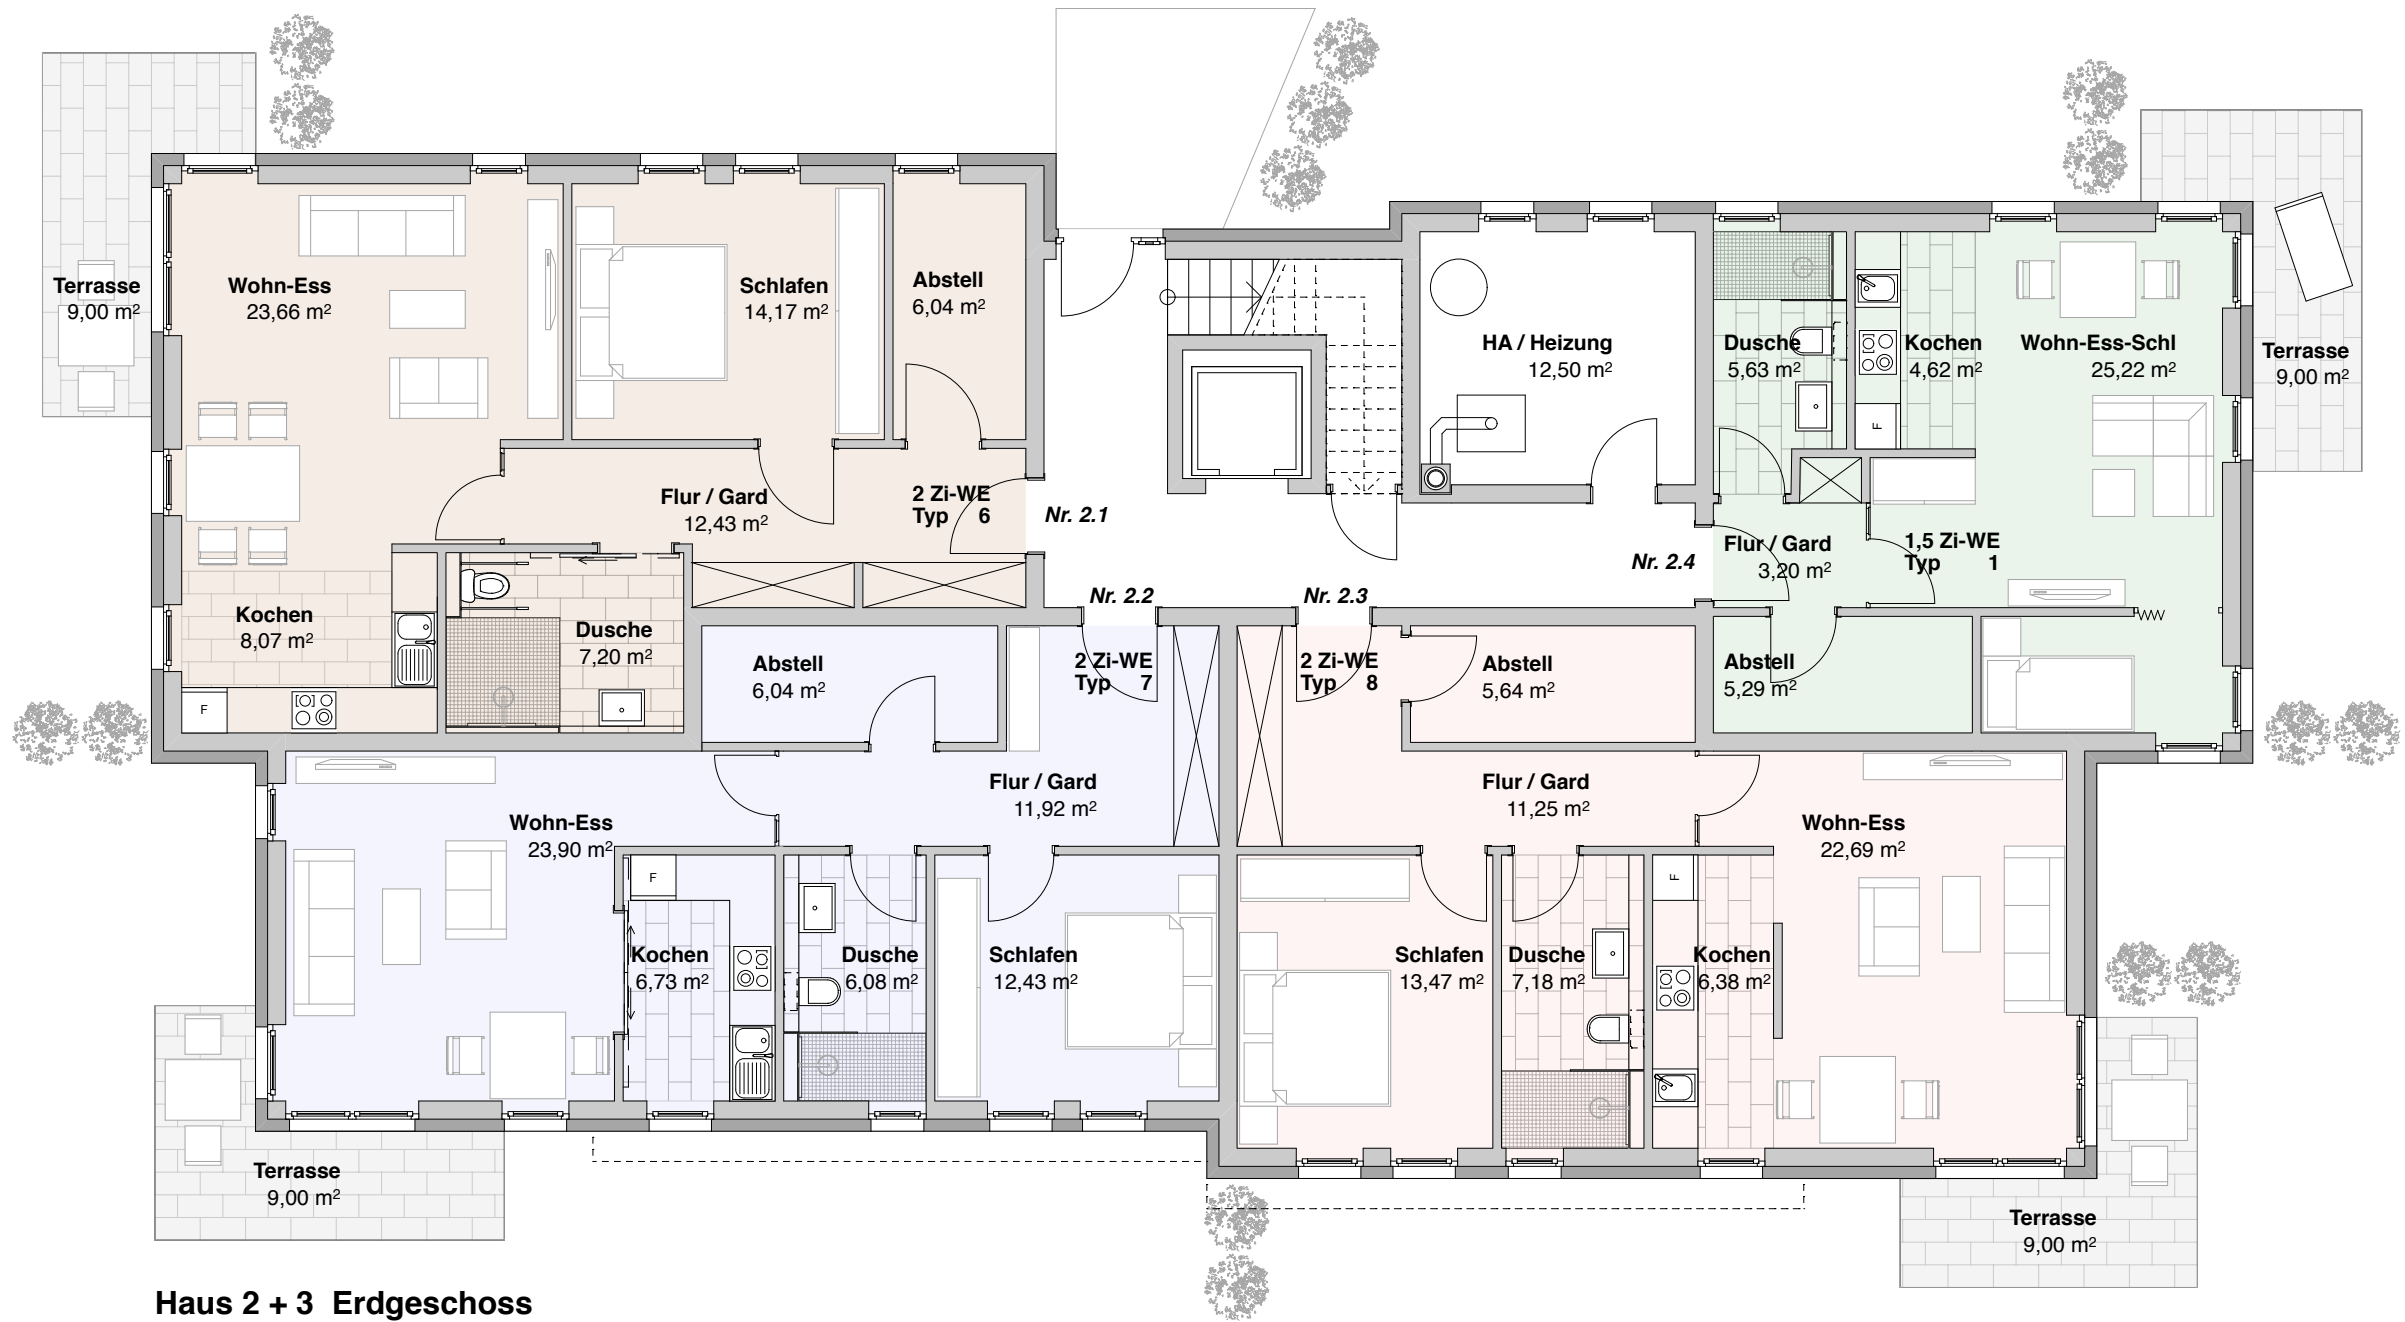 Terrasse
9,00 m²
Wohn-Ess
23,66 m²
Schlafen
14,17 m²
Abstell
6,04 m²
HA / Heizung
12,50 m²
Dusche
5,63 m²
Kochen
4,62 m²
Wohn-Ess-Schl
25,22 m²
Terrasse
9,00 m²
F
Flur / Gard
12,43 m²
2 Zi-WE
Typ 6
Nr. 2.1
Nr. 2.2
Nr. 2.3
Nr. 2.4
Flur / Gard
3,20 m²
1,5 Zi-WE
Typ 1
Kochen
8,07 m²
F
Dusche
7,20 m²
Abstell
6,04 m²
2 Zi-WE
Typ 7
2 Zi-WE
Typ 8
Abstell
5,64 m²
Abstell
5,29 m²
Wohn-Ess
23,90 m²
Flur / Gard
11,92 m²
Flur / Gard
11,25 m²
Wohn-Ess
22,69 m²
F
F
Kochen
6,73 m²
Dusche
6,08 m²
Schlafen
12,43 m²
Schlafen
13,47 m²
Dusche
7,18 m²
Kochen
6,38 m²
Terrasse
9,00 m²
Terrasse
9,00 m²
Haus 2 + 3 Erdgeschoss